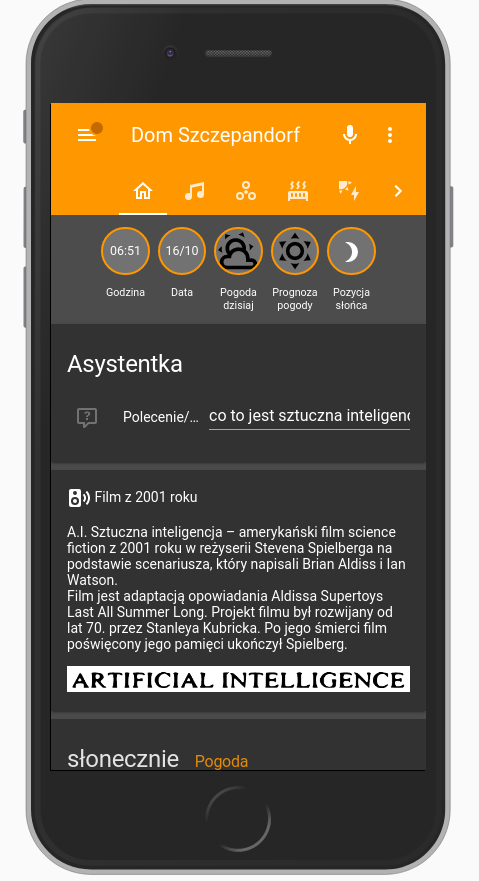 Dom Szczepandorf
06:51
16/10
Godzina
Data
Pogoda
dzisiaj
Prognoza
pogody
Pozycja
słońca
Asystentka
Polecenie/...
co to jest sztuczna inteligenc
Film z 2001 roku
A.I. Sztuczna inteligencja – amerykański film science
fiction z 2001 roku w reżyserii Stevena Spielberga na
podstawie scenariusza, który napisali Brian Aldiss i Ian
Watson.
Film jest adaptacją opowiadania Aldissa Supertoys
Last All Summer Long. Projekt filmu był rozwijany od
lat 70. przez Stanleya Kubricka. Po jego śmierci film
poświęcony jego pamięci ukończył Spielberg.
ARTIFICIAL INTELLIGENCE
słonecznie Pogoda